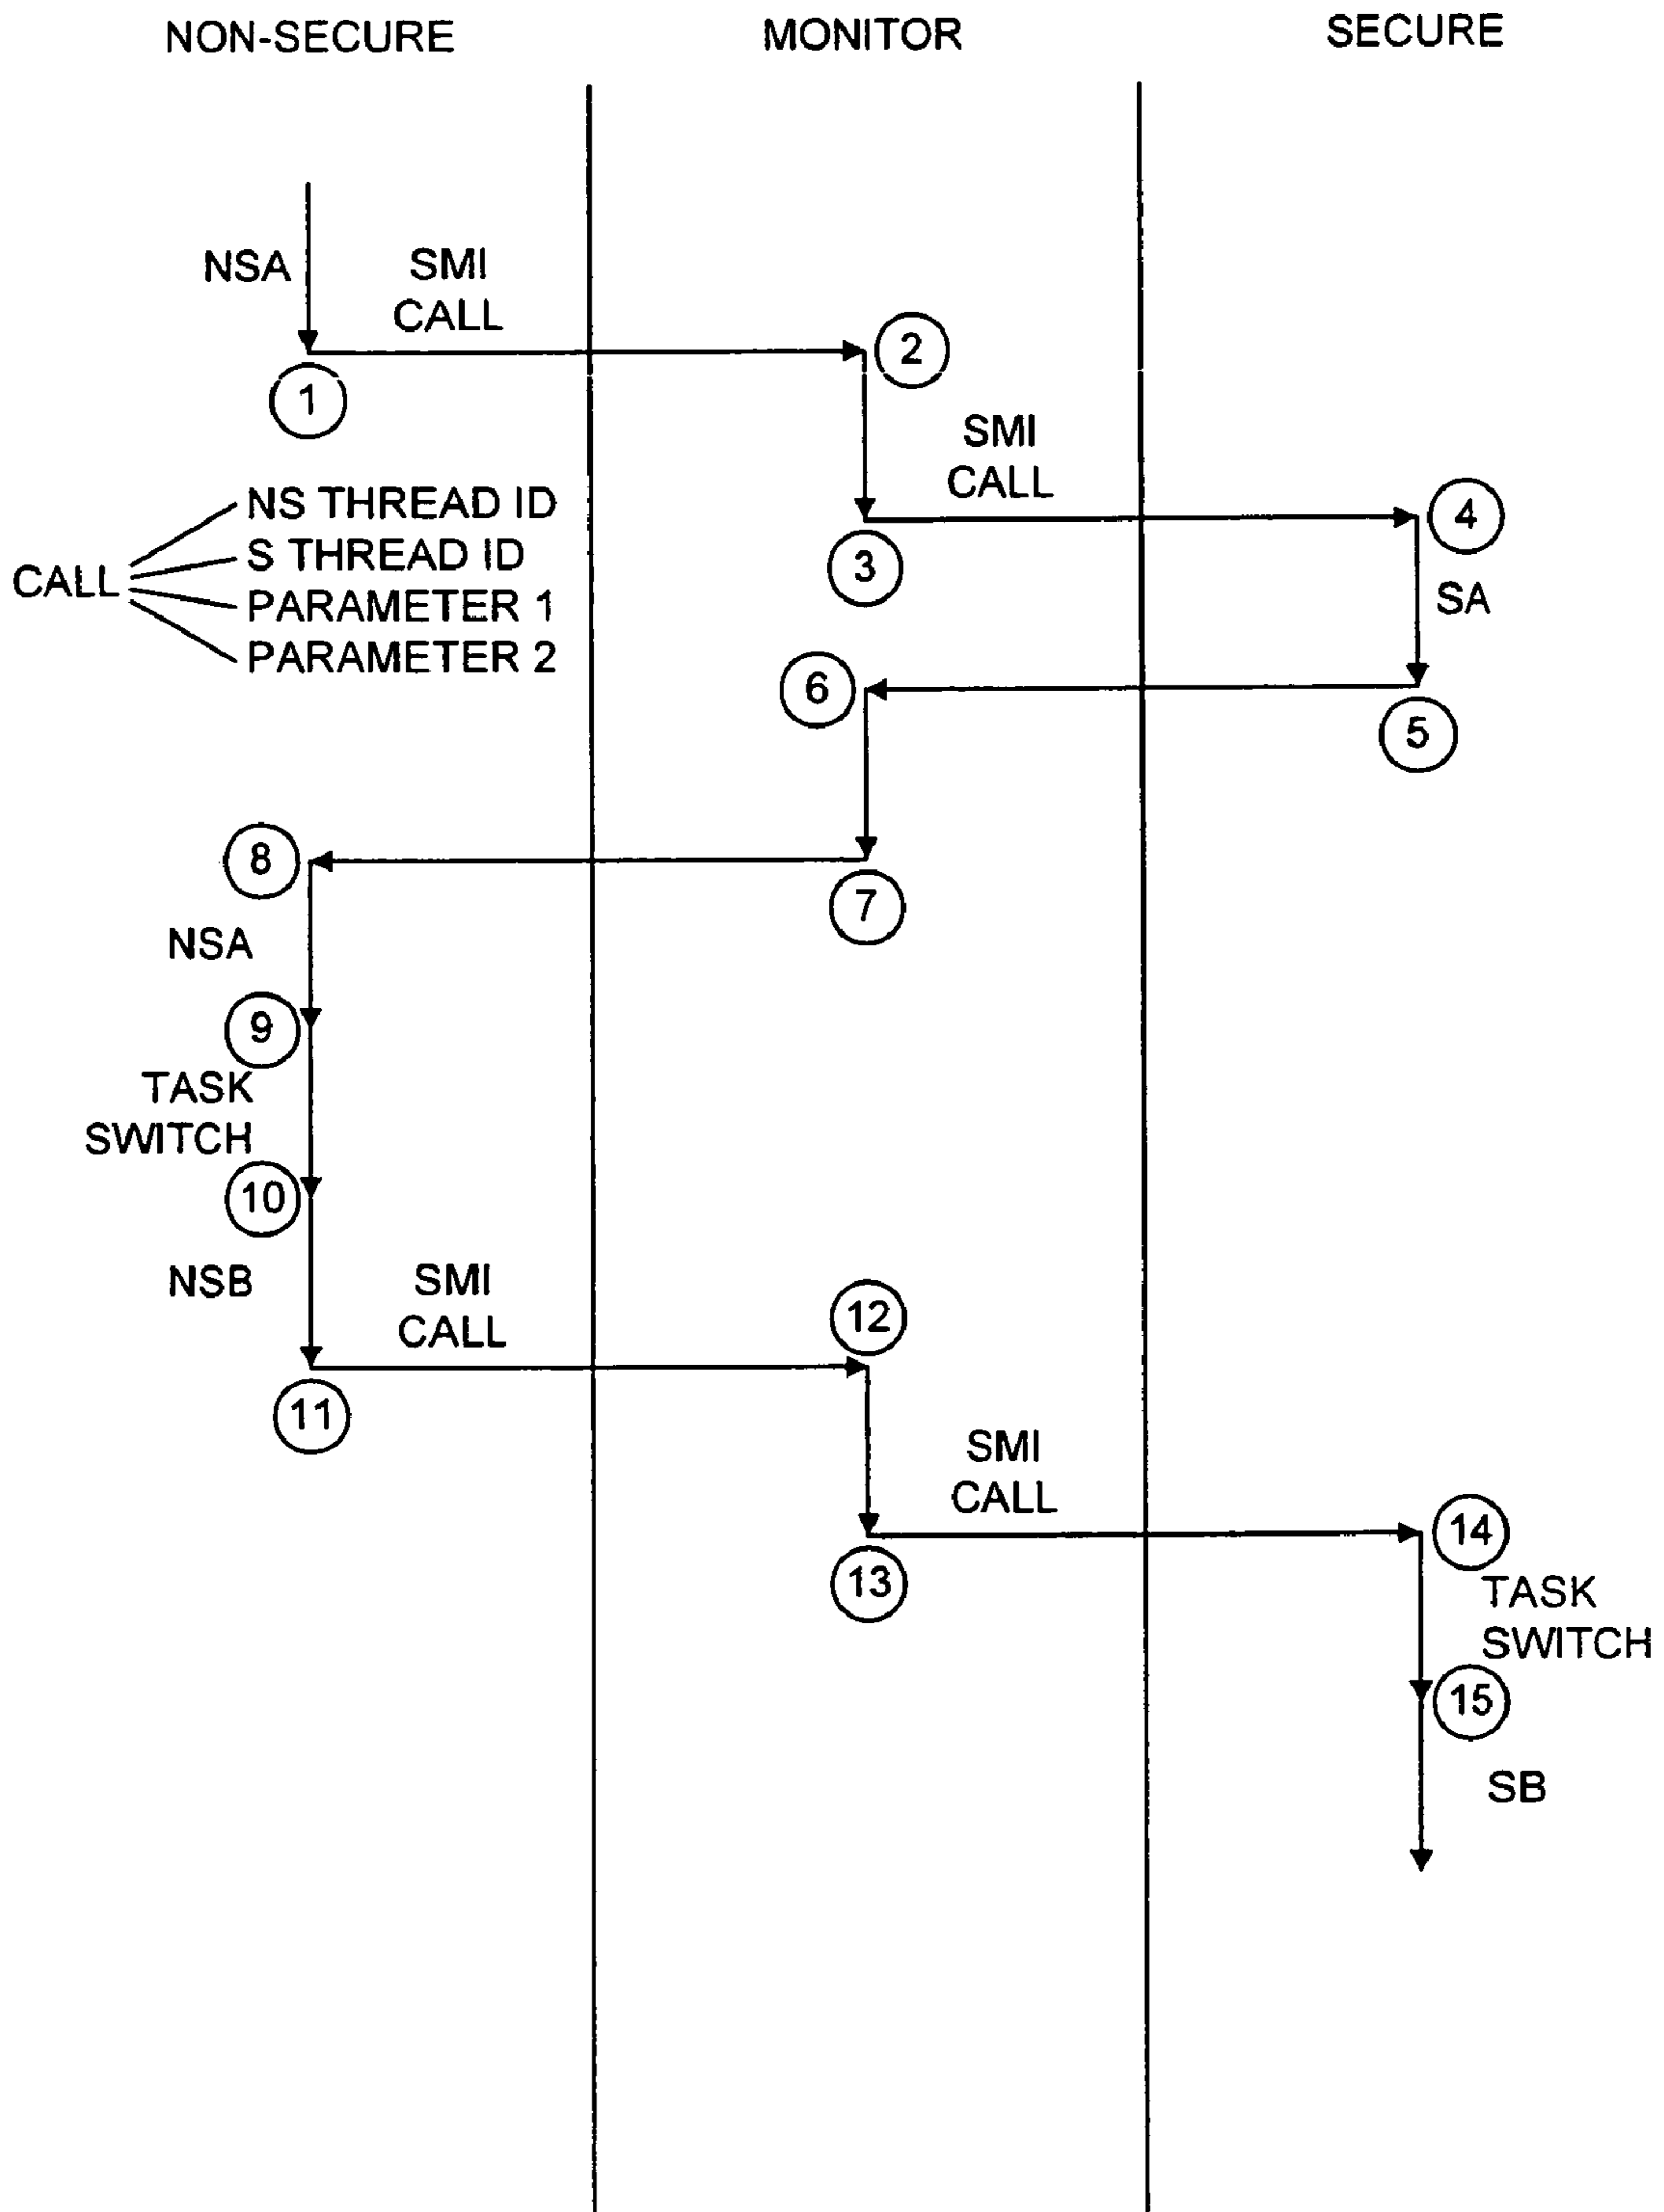 NON-SECURE
MONITOR
SECURE
NSA
SMI
CALL
2
1
SMI
CALL
4
3
SA
CALL
NS THREAD ID
S THREAD ID
PARAMETER 1
PARAMETER 2
6
5
8
7
NSA
9
TASK
SWITCH
10
NSB
SMI
CALL
12
11
SMI
CALL
14
13
TASK
SWITCH
15
SB